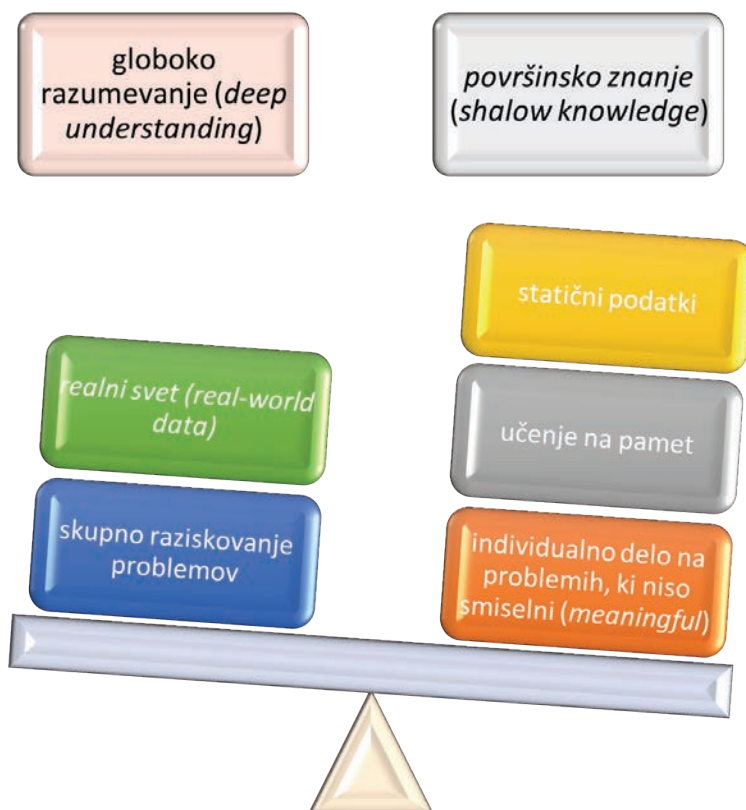 globoko
razumevanje (deep
understanding)
površinsko znanje
(shalow knowledge)
statični podatki
realni svet (real-world
data)
učenje na pamet
skupno raziskovanje
problemov
individualno delo na
problemih, ki niso
smiselni (meaningful)